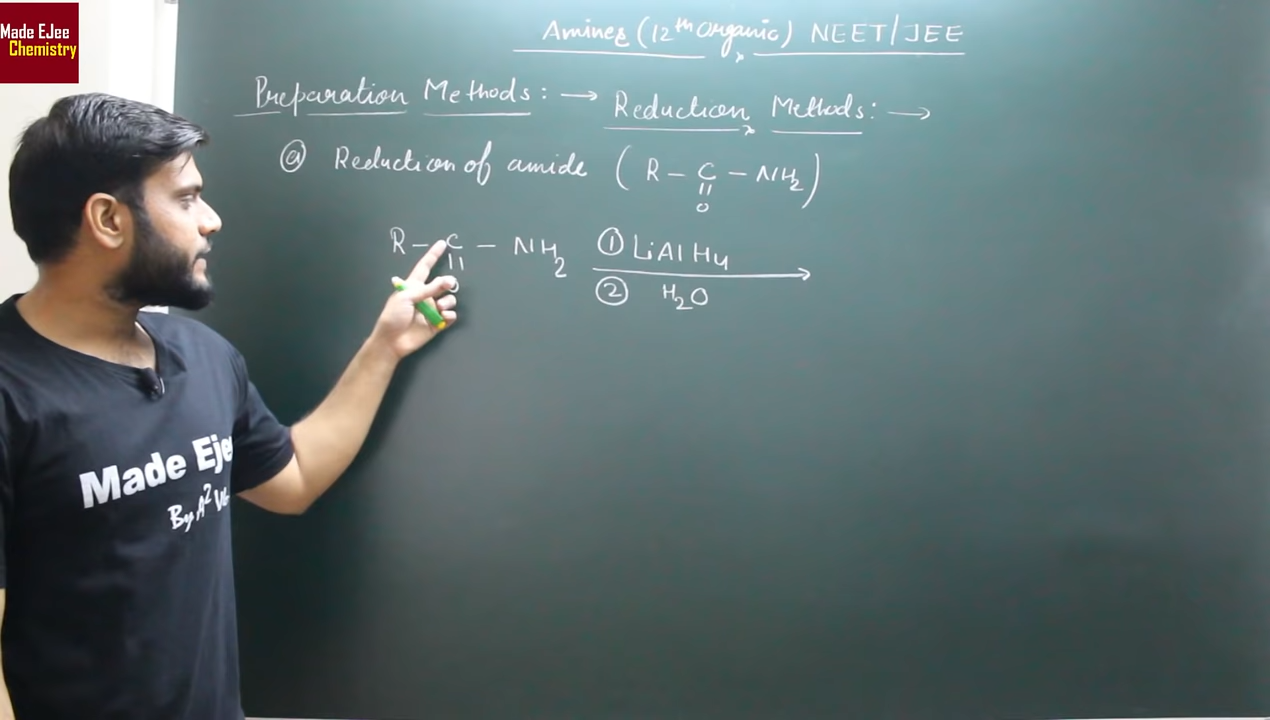 Made EJee
Chemistry
Amines (12th Organic) NEET/JEE
Preparation Methods: → Reduction Methods: →
(a) Reduction of amide ( R - C - NH2 )
||
O
R - C - NH2 ① LiAlH4
||
O
② H2O
Made Eje
By A2